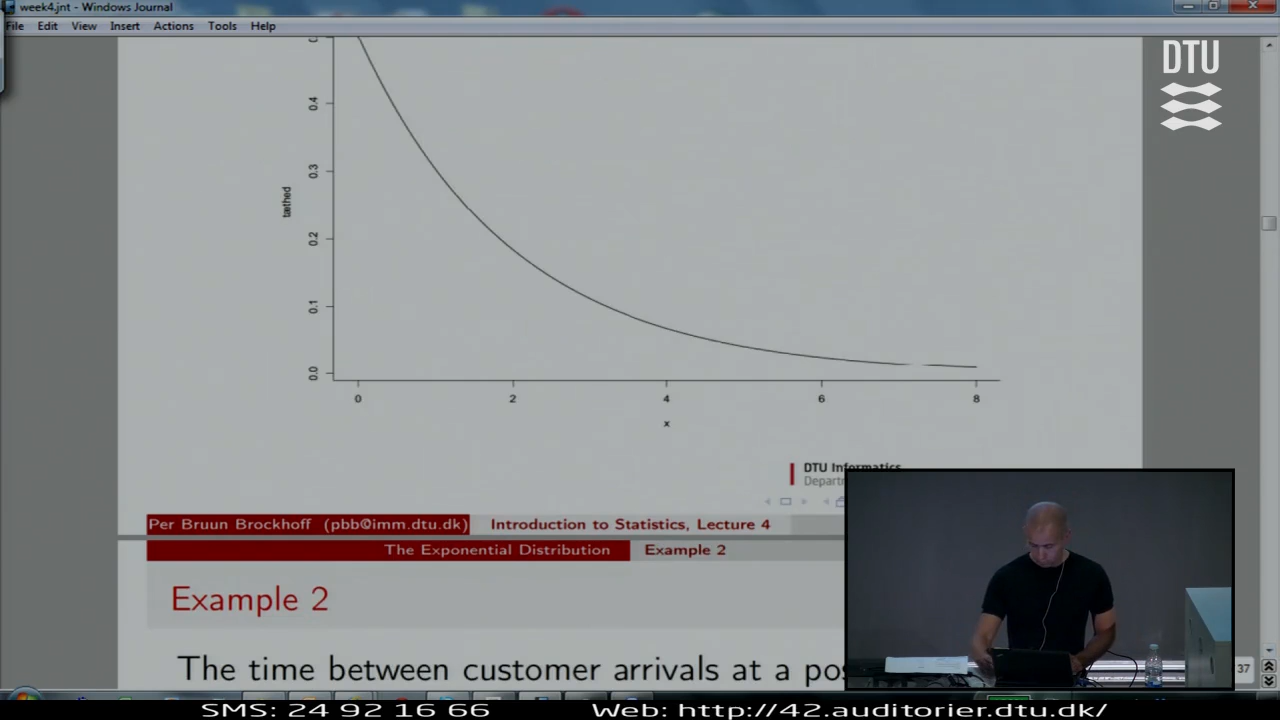 week4.jnt - Windows Journal
File Edit View Insert Actions Tools Help
DTU
0.4
0.3
0.2
0.1
0.0
tæthed
0 2 4 6 8
x
DTU Informatics
Per Bruun Brockhoff (pbb@imm.dtu.dk) Introduction to Statistics, Lecture 4
The Exponential Distribution Example 2
Example 2
The time between customer arrivals at a
37
SMS: 24 92 16 66 Web: http://42.auditorier.dtu.dk/